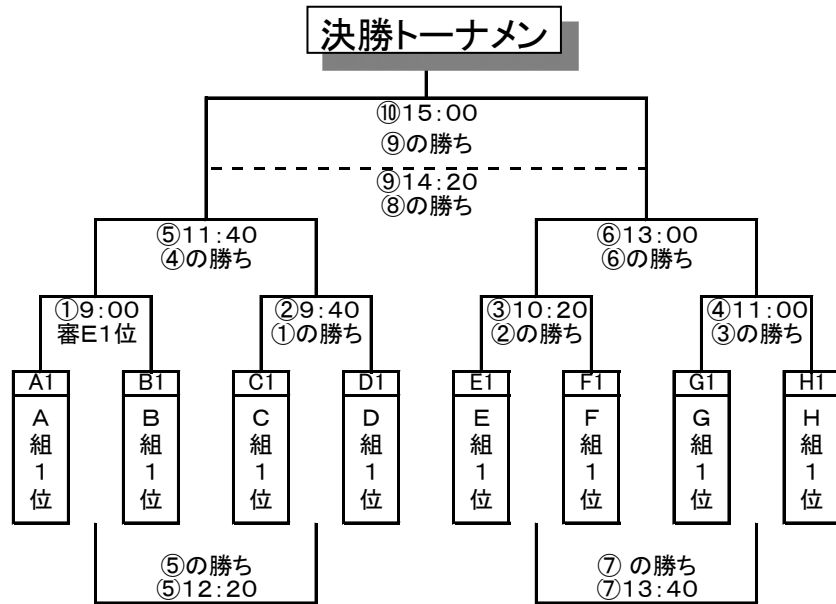 決勝トーナメン
⑩15:00
⑨の勝ち
⑨14:20
⑧の勝ち
⑤11:40
④の勝ち
⑥13:00
⑥の勝ち
①9:00
審E1位
②9:40
①の勝ち
③10:20
②の勝ち
④11:00
③の勝ち
A1
B1
C1
D1
E1
F1
G1
H1
A組1位
B組1位
C組1位
D組1位
E組1位
F組1位
G組1位
H組1位
⑤の勝ち
⑤12:20
⑦ の勝ち
⑦13:40